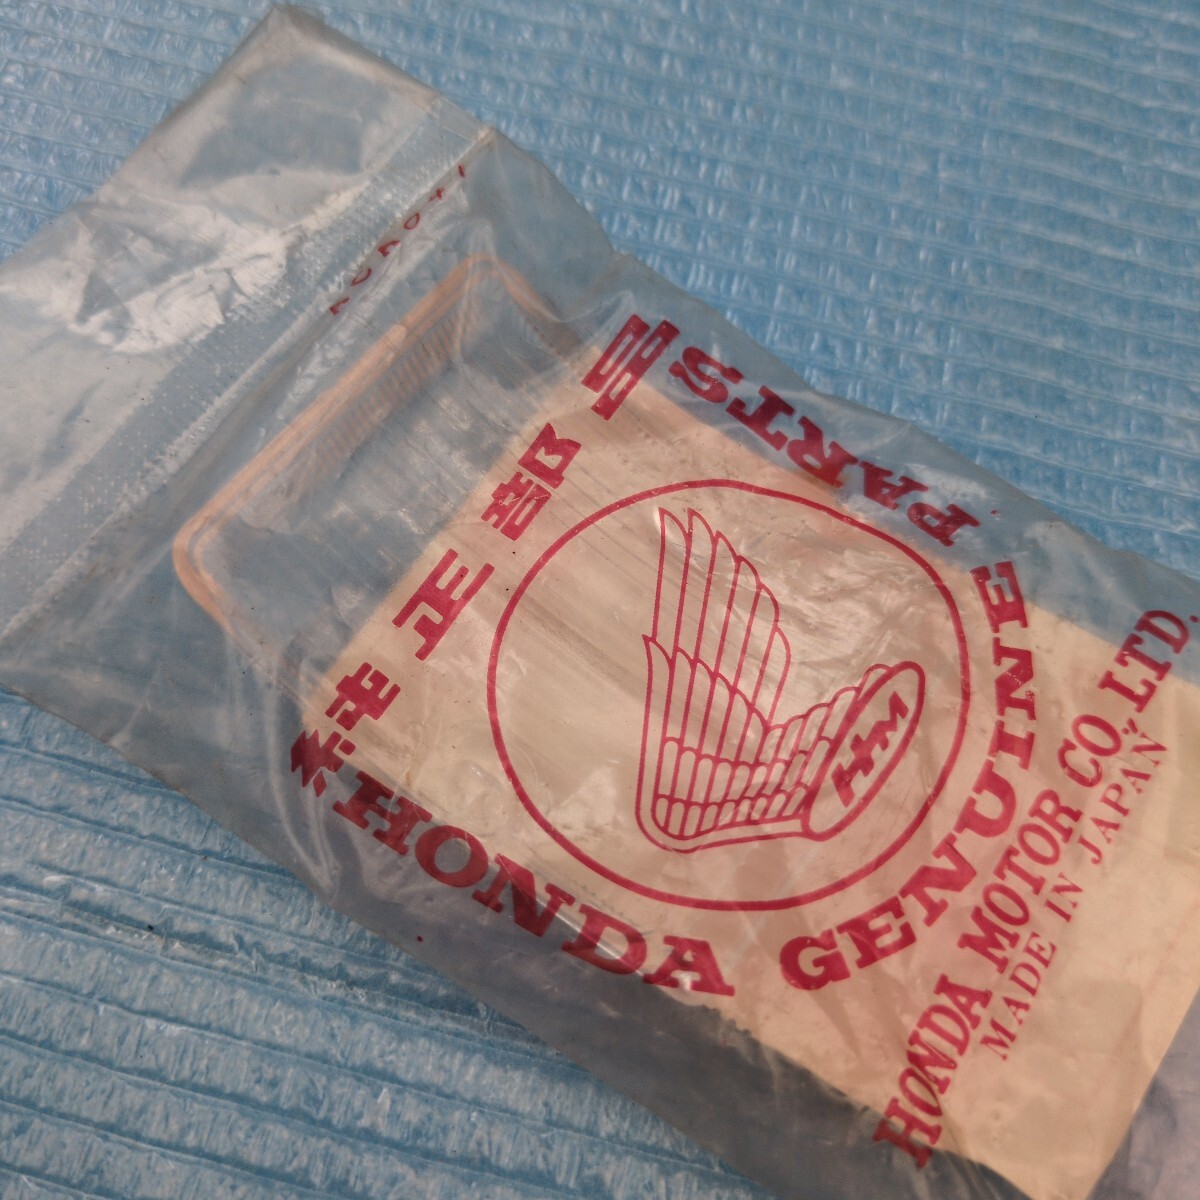 純正部品
HONDA GENUINE PARTS
HM
HONDA MOTOR CO., LTD.
MADE IN JAPAN